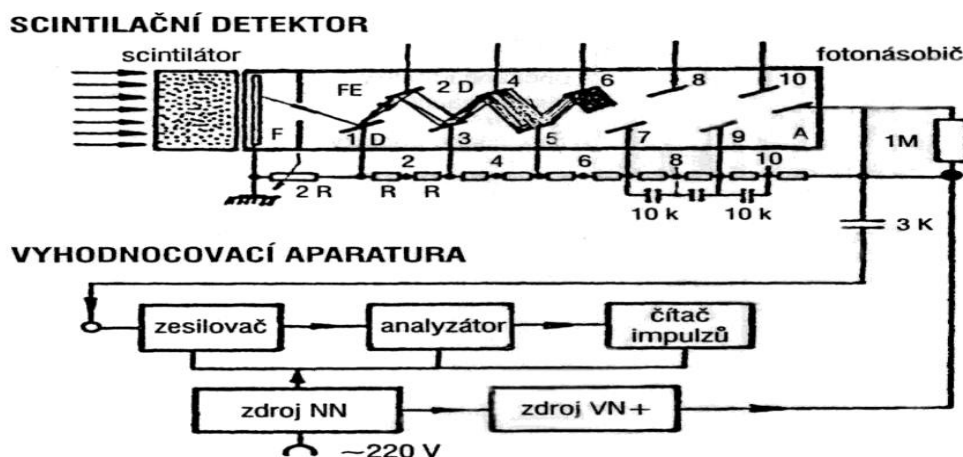 SCINTILAČNÍ DETEKTOR
scintilátor
fotonásobič
FE
2 D
4
6
8
10
F
1 D
3
5
7
9
A
1M
2
4
6
8
10
2 R
R
R
10 k
10 k
3 K
VYHODNOCOVACÍ APARATURA
zesilovač
analyzátor
čítač
impulzů
zdroj NN
zdroj VN+
~220 V